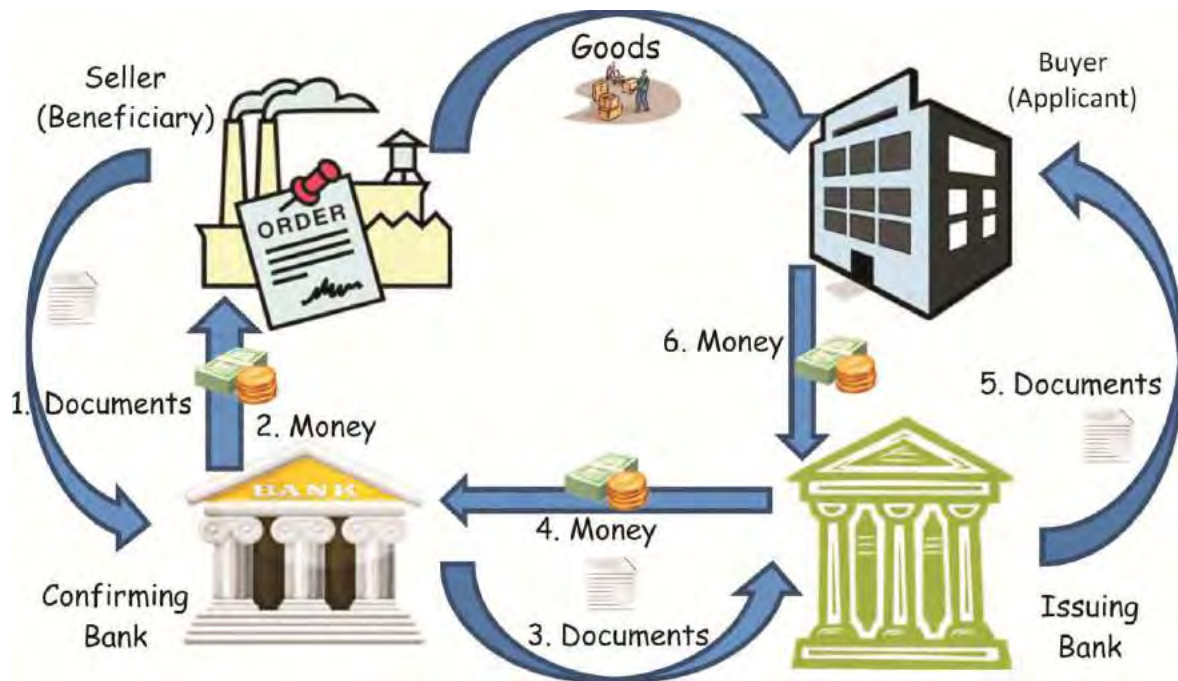 Goods
Seller
(Beneficiary)
Buyer
(Applicant)
ORDER
6. Money
5. Documents
1. Documents
2. Money
BANK
4. Money
Confirming
Bank
3. Documents
Issuing
Bank